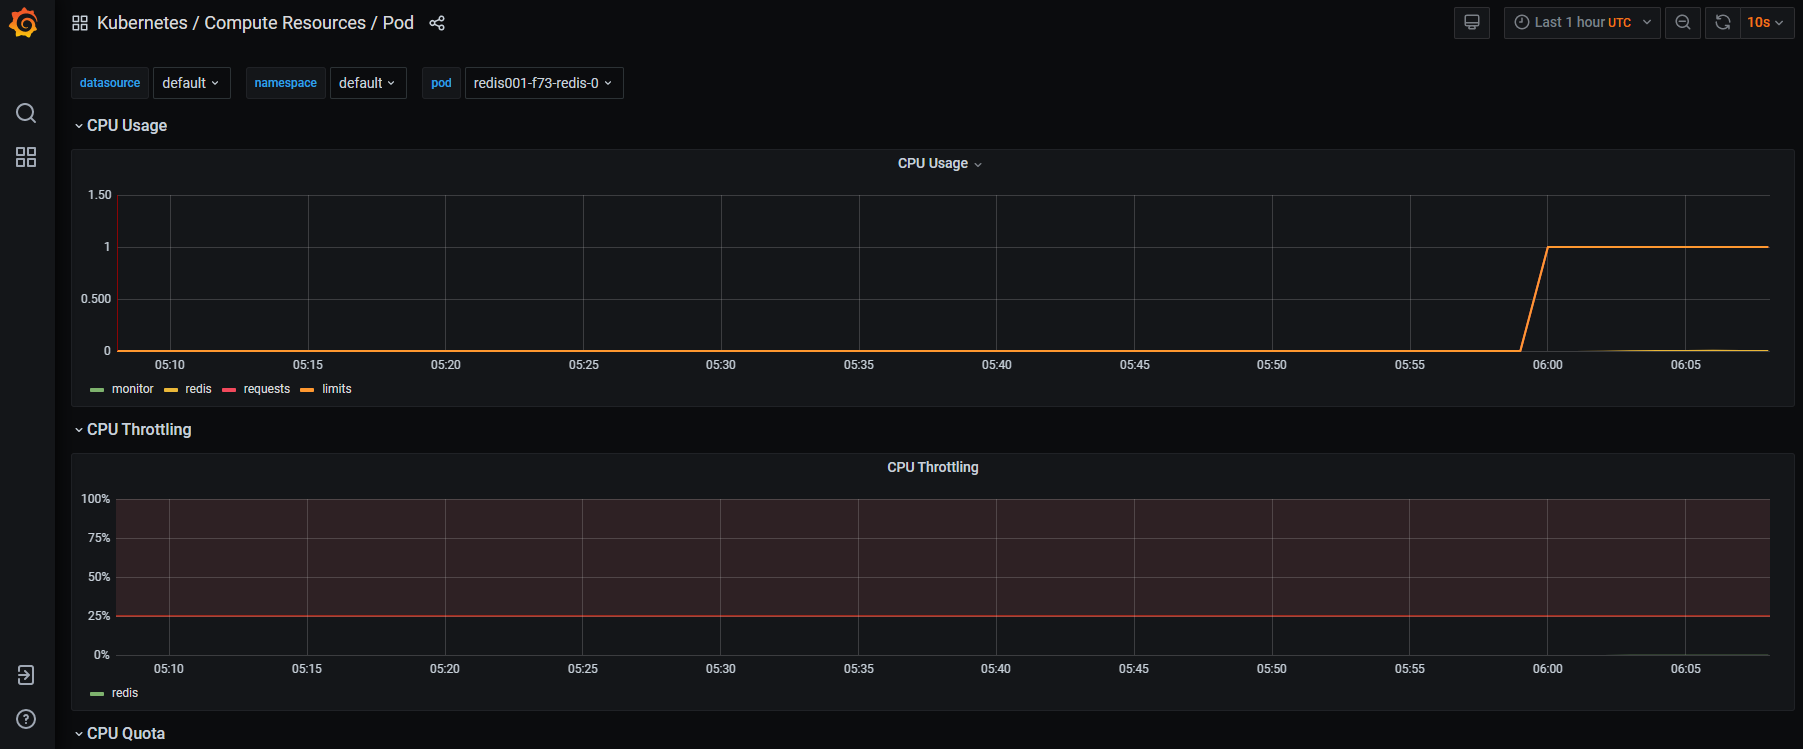 Kubernetes / Compute Resources / Pod
Last 1 hour UTC
10s
datasource default namespace default pod redis001-f73-redis-0
CPU Usage
CPU Usage
1.50
1
0.500
0
05:10 05:15 05:20 05:25 05:30 05:35 05:40 05:45 05:50 05:55 06:00 06:05
monitor redis requests limits
CPU Throttling
CPU Throttling
100%
75%
50%
25%
0%
05:10 05:15 05:20 05:25 05:30 05:35 05:40 05:45 05:50 05:55 06:00 06:05
redis
CPU Quota